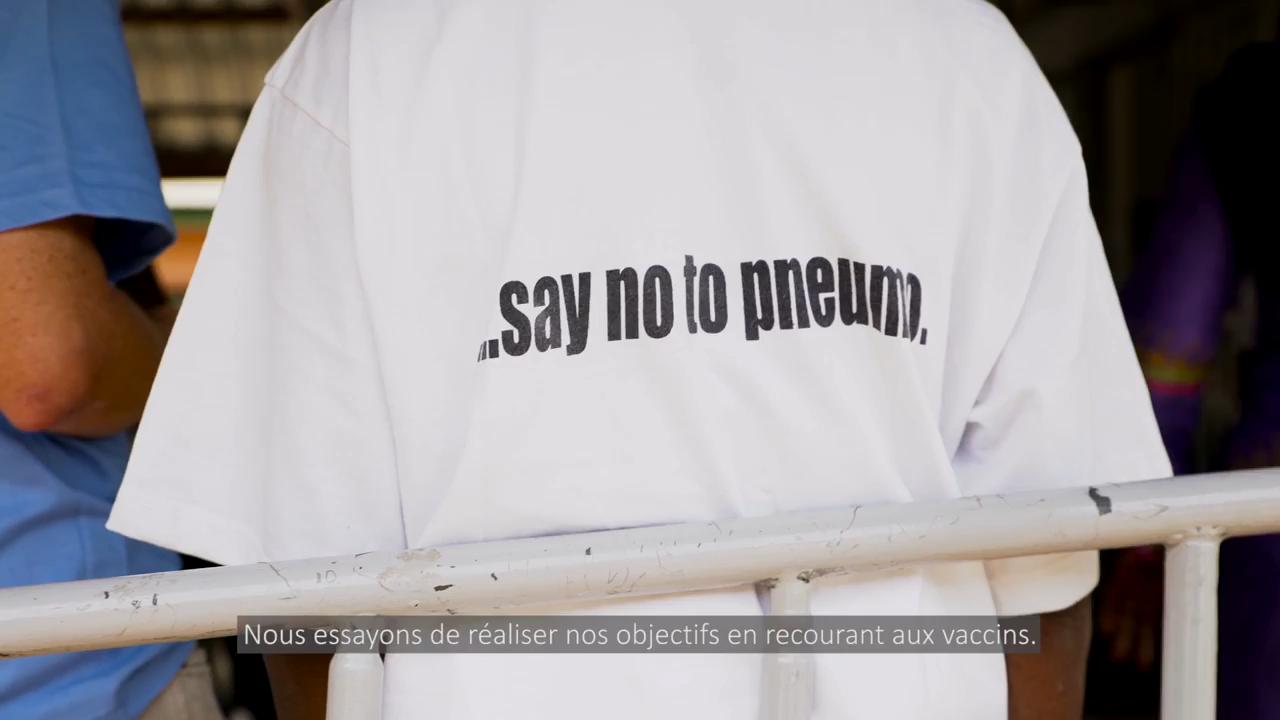 ...say no to pneumo.
Nous essayons de réaliser nos objectifs en recourant aux vaccins.